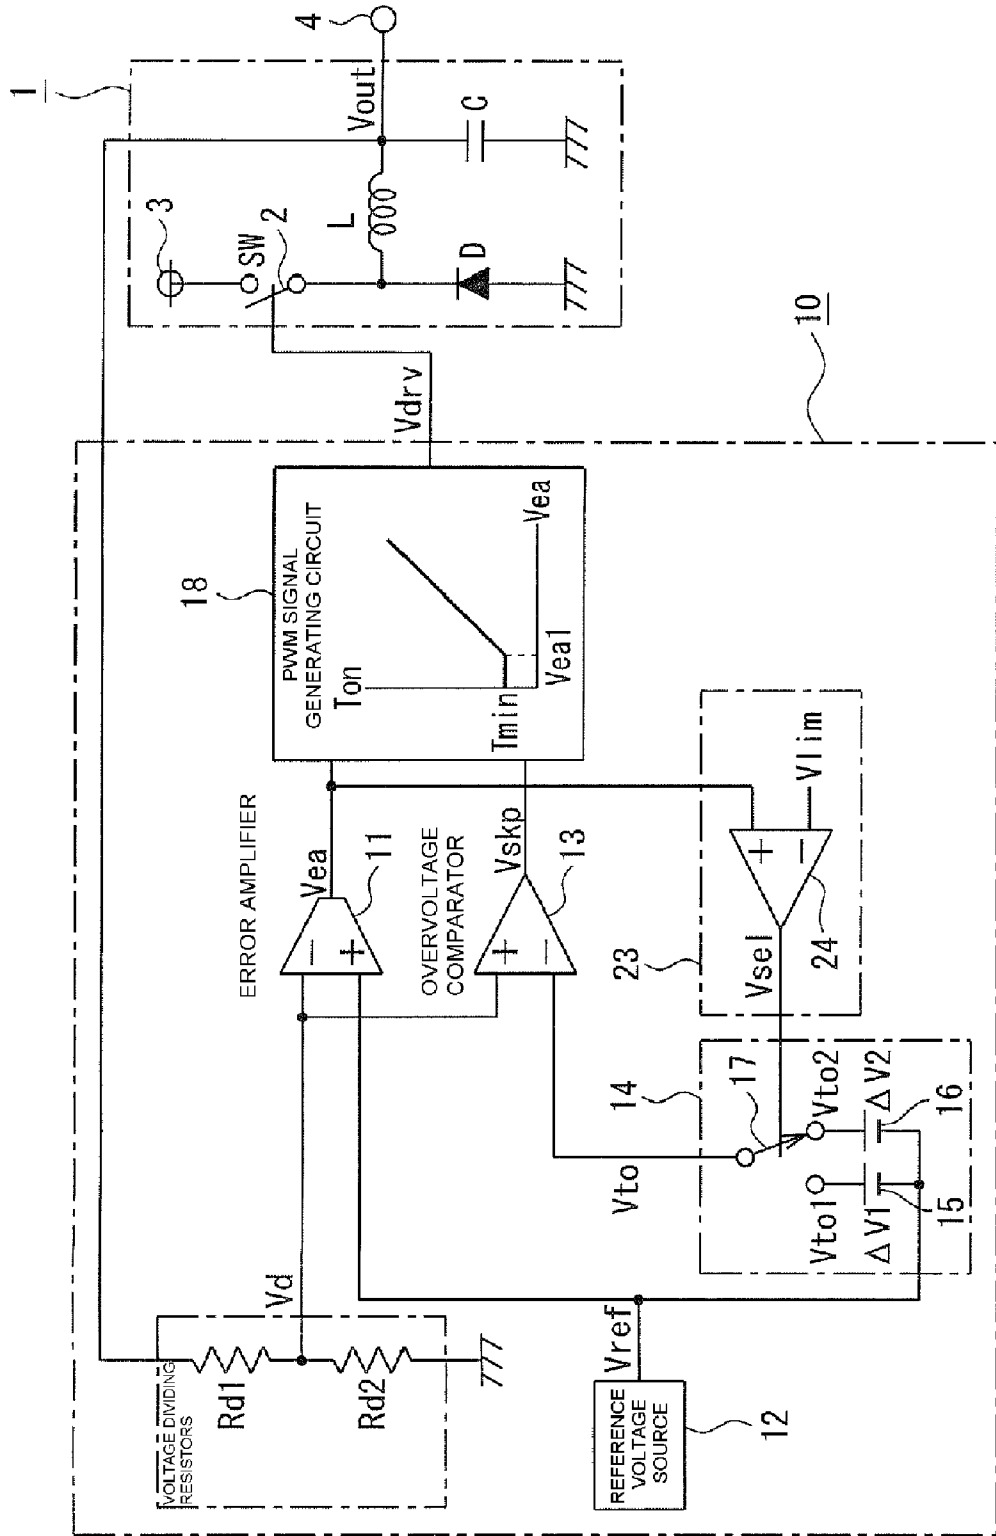 1
4
Vout
C
3
SW
2
L
D
10
Vdrv
18
PWM SIGNAL
GENERATING CIRCUIT
Ton
Tmin
Vea1
Vea
ERROR AMPLIFIER
Vea
11
OVERVOLTAGE
COMPARATOR
Vskp
13
23
Vlim
24
Vsel
14
17
Vto
Vto1
Vto2
ΔV1
ΔV2
15
16
Vd
VOLTAGE DIVIDING
RESISTORS
Rd1
Rd2
Vref
REFERENCE
VOLTAGE
SOURCE
12
+
−
+
−
+
−